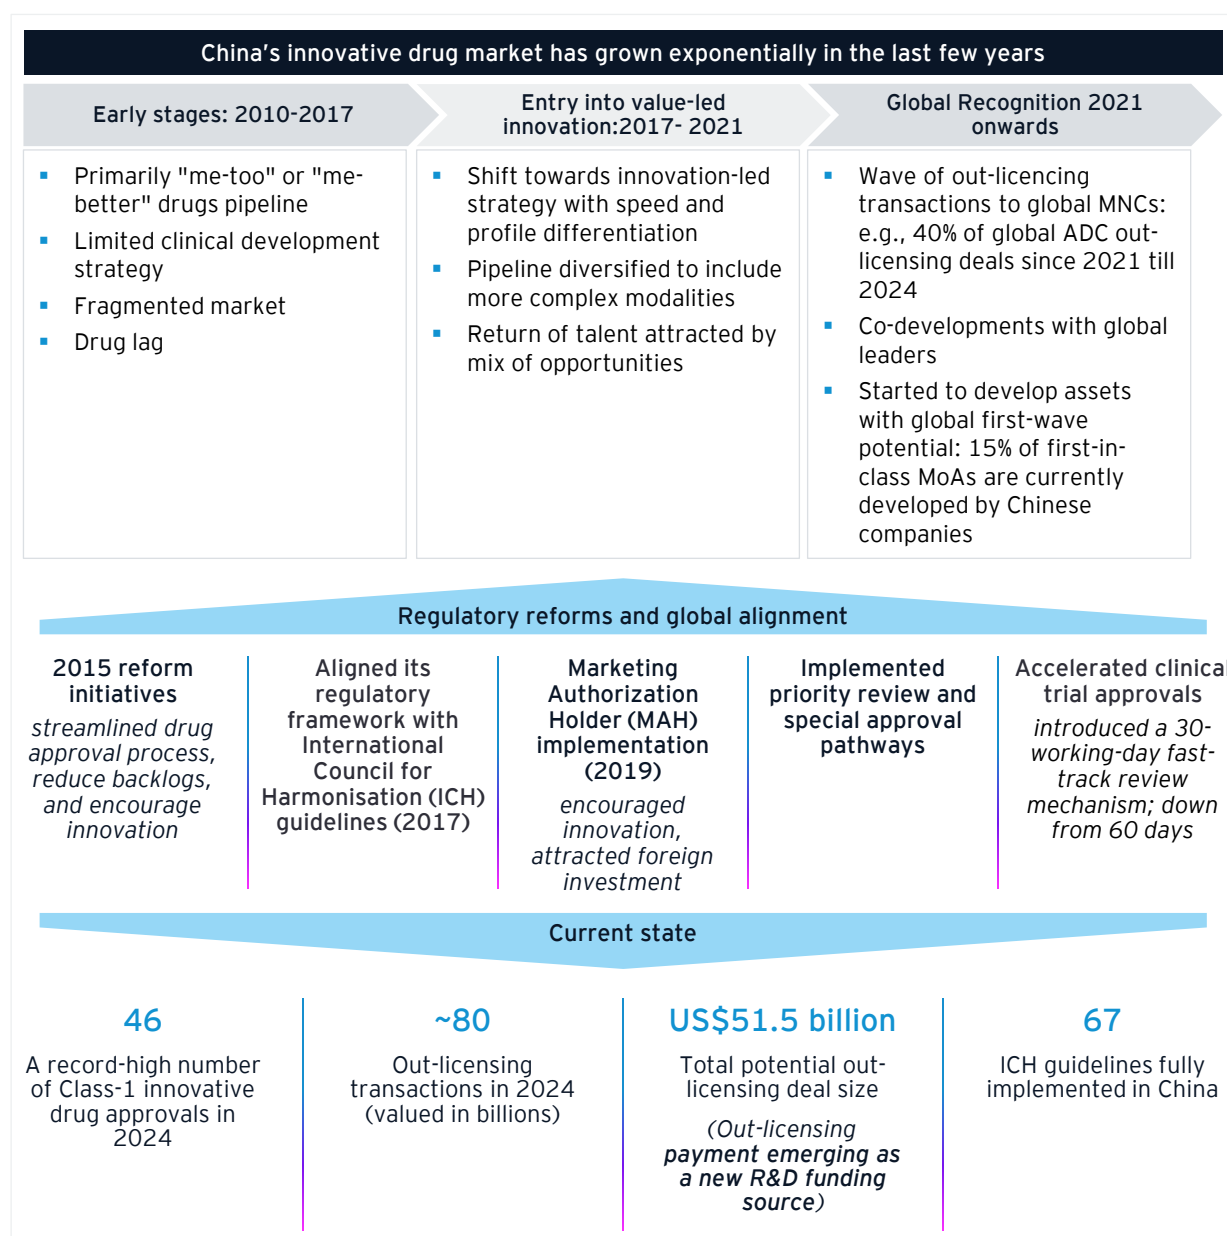 China's innovative drug market has grown exponentially in the last few years
Early stages: 2010-2017
Entry into value-led
innovation:2017- 2021
Global Recognition 2021
onwards
▪ Primarily "me-too" or "me-
better" drugs pipeline
▪ Limited clinical development
strategy
▪ Fragmented market
▪ Drug lag
▪ Shift towards innovation-led
strategy with speed and
profile differentiation
▪ Pipeline diversified to include
more complex modalities
▪ Return of talent attracted by
mix of opportunities
▪ Wave of out-licencing
transactions to global MNCs:
e.g., 40% of global ADC out-
licensing deals since 2021 till
2024
▪ Co-developments with global
leaders
▪ Started to develop assets
with global first-wave
potential: 15% of first-in-
class MoAs are currently
developed by Chinese
companies
Regulatory reforms and global alignment
2015 reform
initiatives
streamlined drug
approval process,
reduce backlogs,
and encourage
innovation
Aligned its
regulatory
framework with
International
Council for
Harmonisation (ICH)
guidelines (2017)
Marketing
Authorization
Holder (MAH)
implementation
(2019)
encouraged
innovation,
attracted foreign
investment
Implemented
priority review and
special approval
pathways
Accelerated clinical
trial approvals
introduced a 30-
working-day fast-
track review
mechanism; down
from 60 days
Current state
46
A record-high number
of Class-1 innovative
drug approvals in
2024
~80
Out-licensing
transactions in 2024
(valued in billions)
US$51.5 billion
Total potential out-
licensing deal size
(Out-licensing
payment emerging as
a new R&D funding
source)
67
ICH guidelines fully
implemented in China